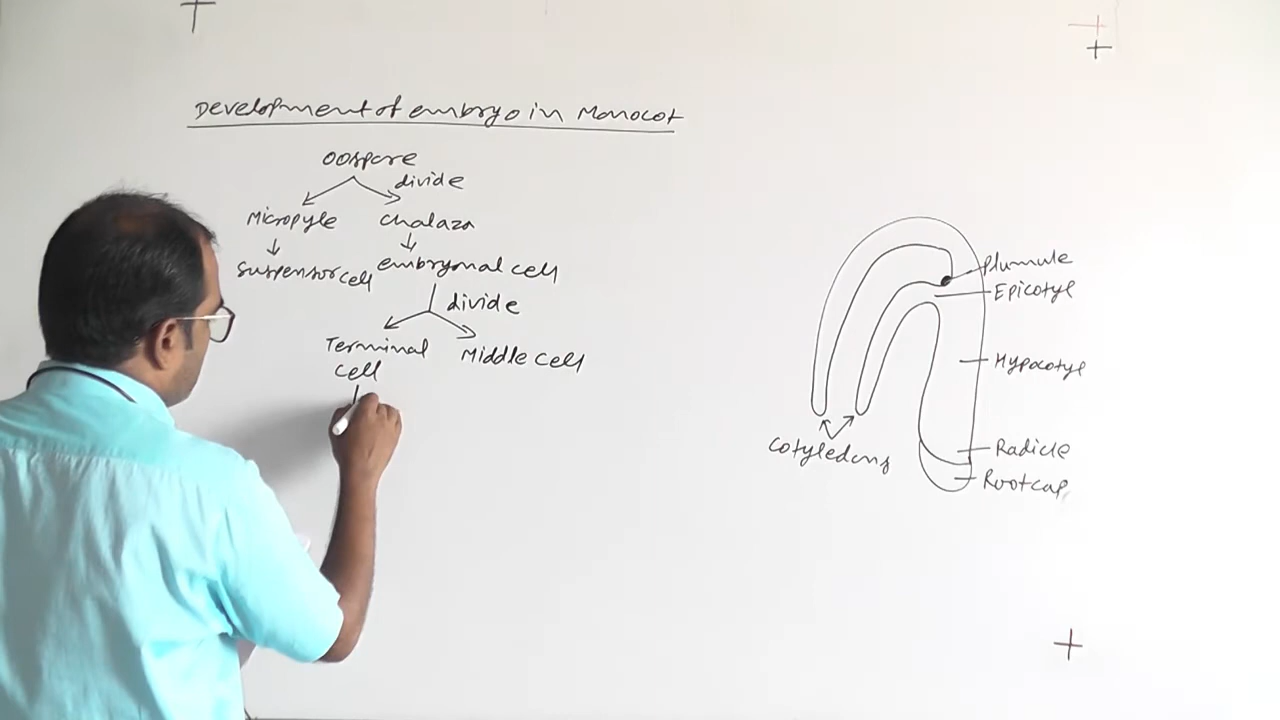 Development of embryo in Monocot
oospore
divide
Micropyle chalaza
suspensor cell embryonal cell
divide
Terminal cell Middle cell
Plumule
Epicotyl
Hypocotyl
Cotyledons
Radicle
Rootcap